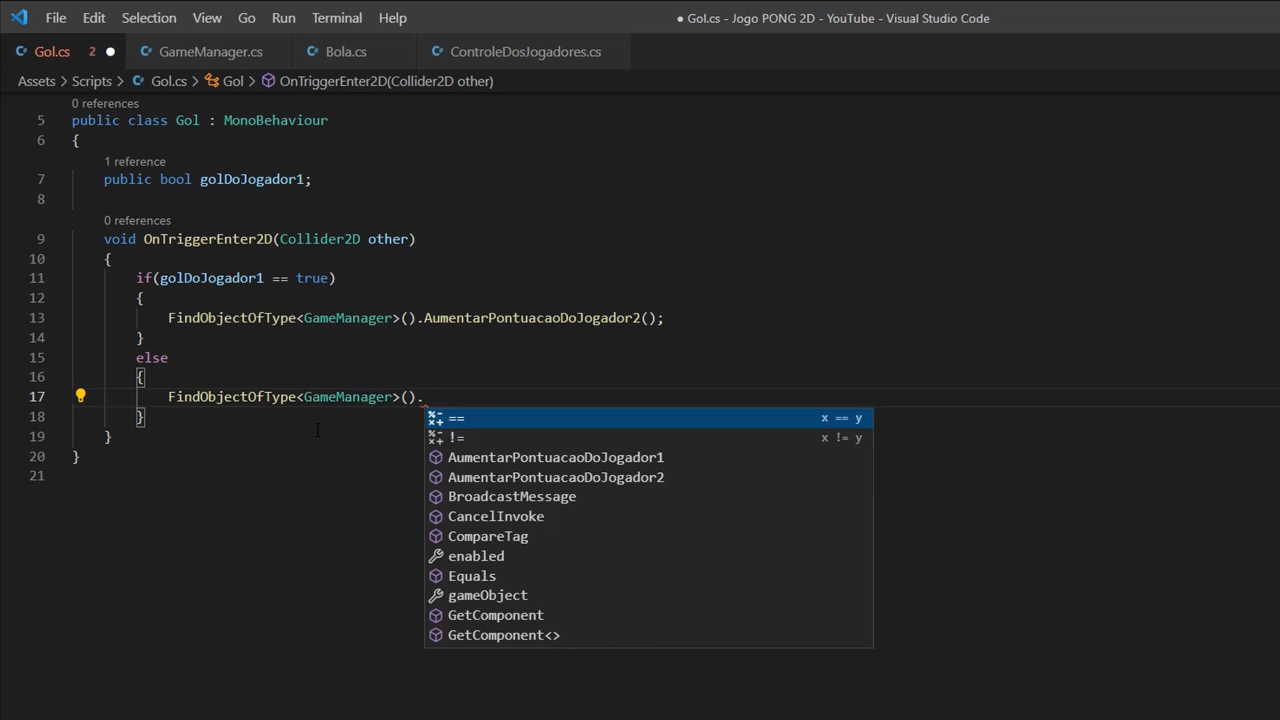 File Edit Selection View Go Run Terminal Help ● Gol.cs - Jogo PONG 2D - YouTube - Visual Studio Code
Gol.cs 2 ● GameManager.cs Bola.cs ControleDosJogadores.cs
Assets > Scripts > Gol.cs > Gol > OnTriggerEnter2D(Collider2D other)
0 references
5 public class Gol : MonoBehaviour
6 {
1 reference
7 public bool golDoJogador1;
8
0 references
9 void OnTriggerEnter2D(Collider2D other)
10 {
11 if(golDoJogador1 == true)
12 {
13 FindObjectOfType<GameManager>().AumentarPontuacaoDoJogador2();
14 }
15 else
16 {
17 FindObjectOfType<GameManager>().
18 }
19 }
20 }
21
== x == y
!= x != y
AumentarPontuacaoDoJogador1
AumentarPontuacaoDoJogador2
BroadcastMessage
CancelInvoke
CompareTag
enabled
Equals
gameObject
GetComponent
GetComponent<>